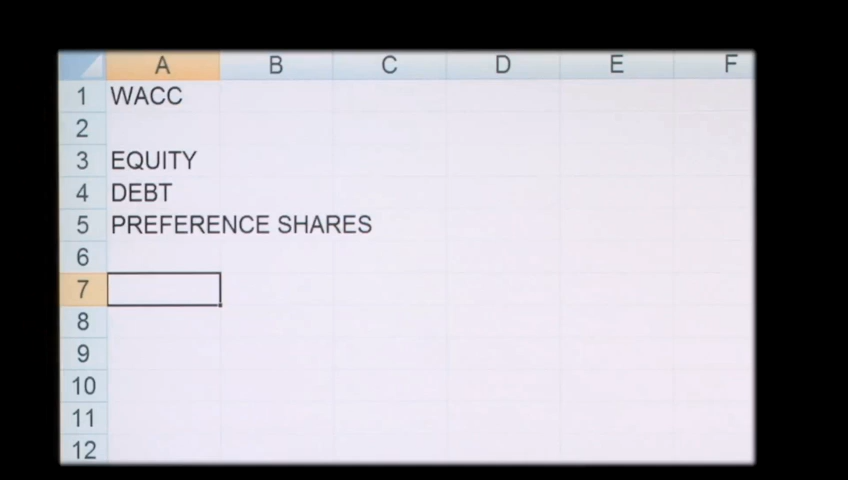 A B C D E F
1 WACC
2
3 EQUITY
4 DEBT
5 PREFERENCE SHARES
6
7
8
9
10
11
12